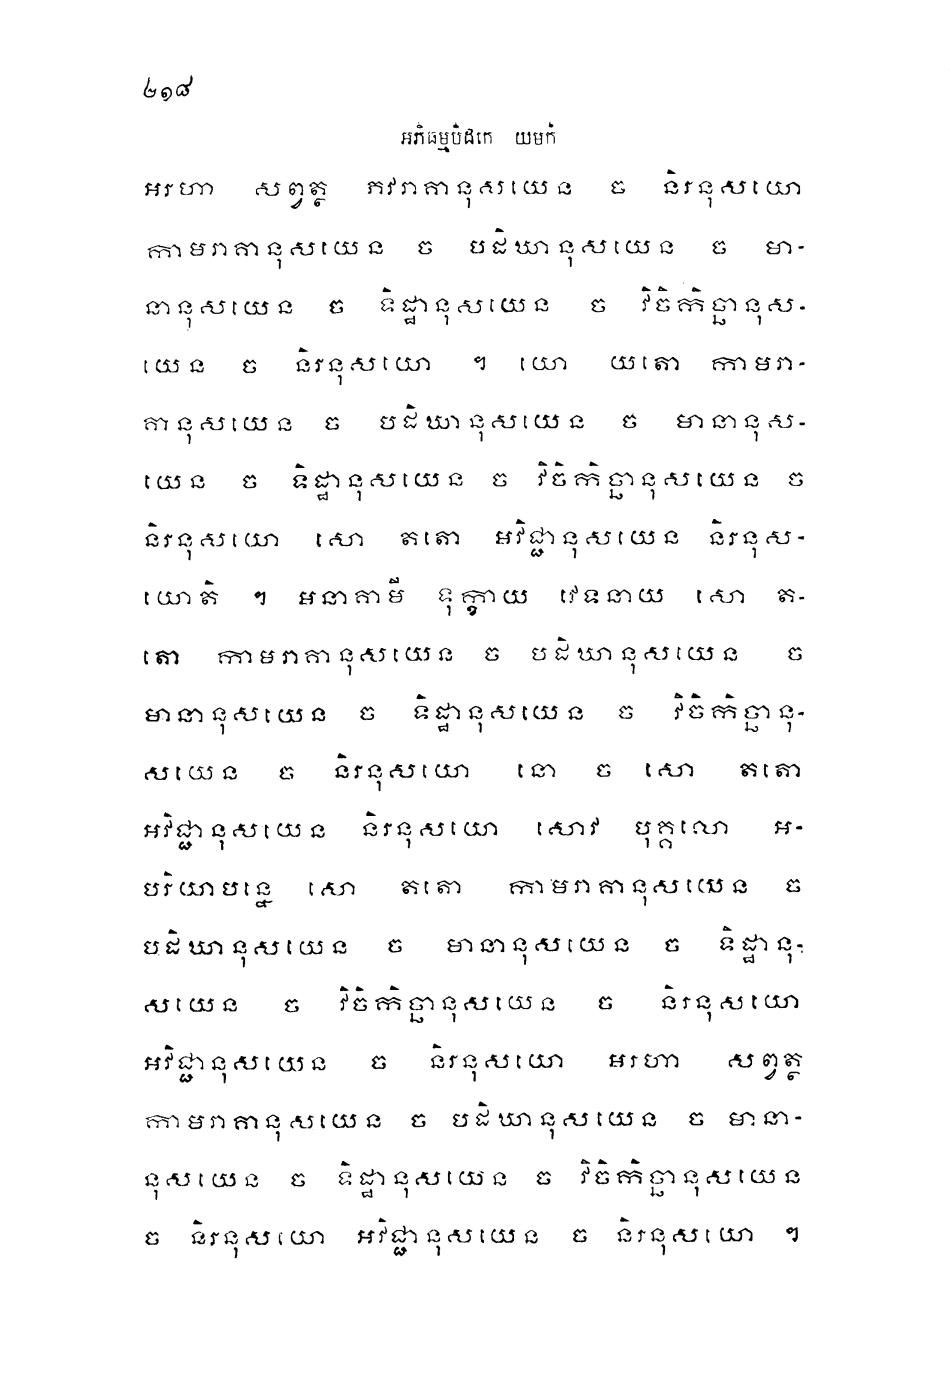 ២១៨
អភិធម្មបិដកេ យមកំ
អរហា សព្វត្ថ ភវរាគានុសយេន ច និរនុសយោ
កាមរាគានុសយេន ច បដិឃានុសយេន ច មា-
នានុសយេន ច ទិដ្ឋានុសយេន ច វិចិកិច្ឆានុស-
យេន ច និរនុសយោ ។ យោ យតោ កាមរា-
គានុសយេន ច បដិឃានុសយេន ច មានានុស-
យេន ច ទិដ្ឋានុសយេន ច វិចិកិច្ឆានុសយេន ច
និរនុសយោ សោ តតោ អវិជ្ជានុសយេន និរនុស-
យោតិ ។ អនាគាមី ទុក្ខាយ វេទនាយ សោ ត-
តោ កាមរាគានុសយេន ច បដិឃានុសយេន ច
មានានុសយេន ច ទិដ្ឋានុសយេន ច វិចិកិច្ឆានុ-
សយេន ច និរនុសយោ នោ ច សោ តតោ
អវិជ្ជានុសយេន និរនុសយោ សោវ បុគ្គលោ អ-
បរិយាបន្នេ សោ តតោ កាមរាគានុសយេន ច
បដិឃានុសយេន ច មានានុសយេន ច ទិដ្ឋានុ-
សយេន ច វិចិកិច្ឆានុសយេន ច និរនុសយោ
អវិជ្ជានុសយេន ច និរនុសយោ អរហា សព្វត្ថ
កាមរាគានុសយេន ច បដិឃានុសយេន ច មានា-
នុសយេន ច ទិដ្ឋានុសយេន ច វិចិកិច្ឆានុសយេន
ច និរនុសយោ អវិជ្ជានុសយេន ច និរនុសយោ ។